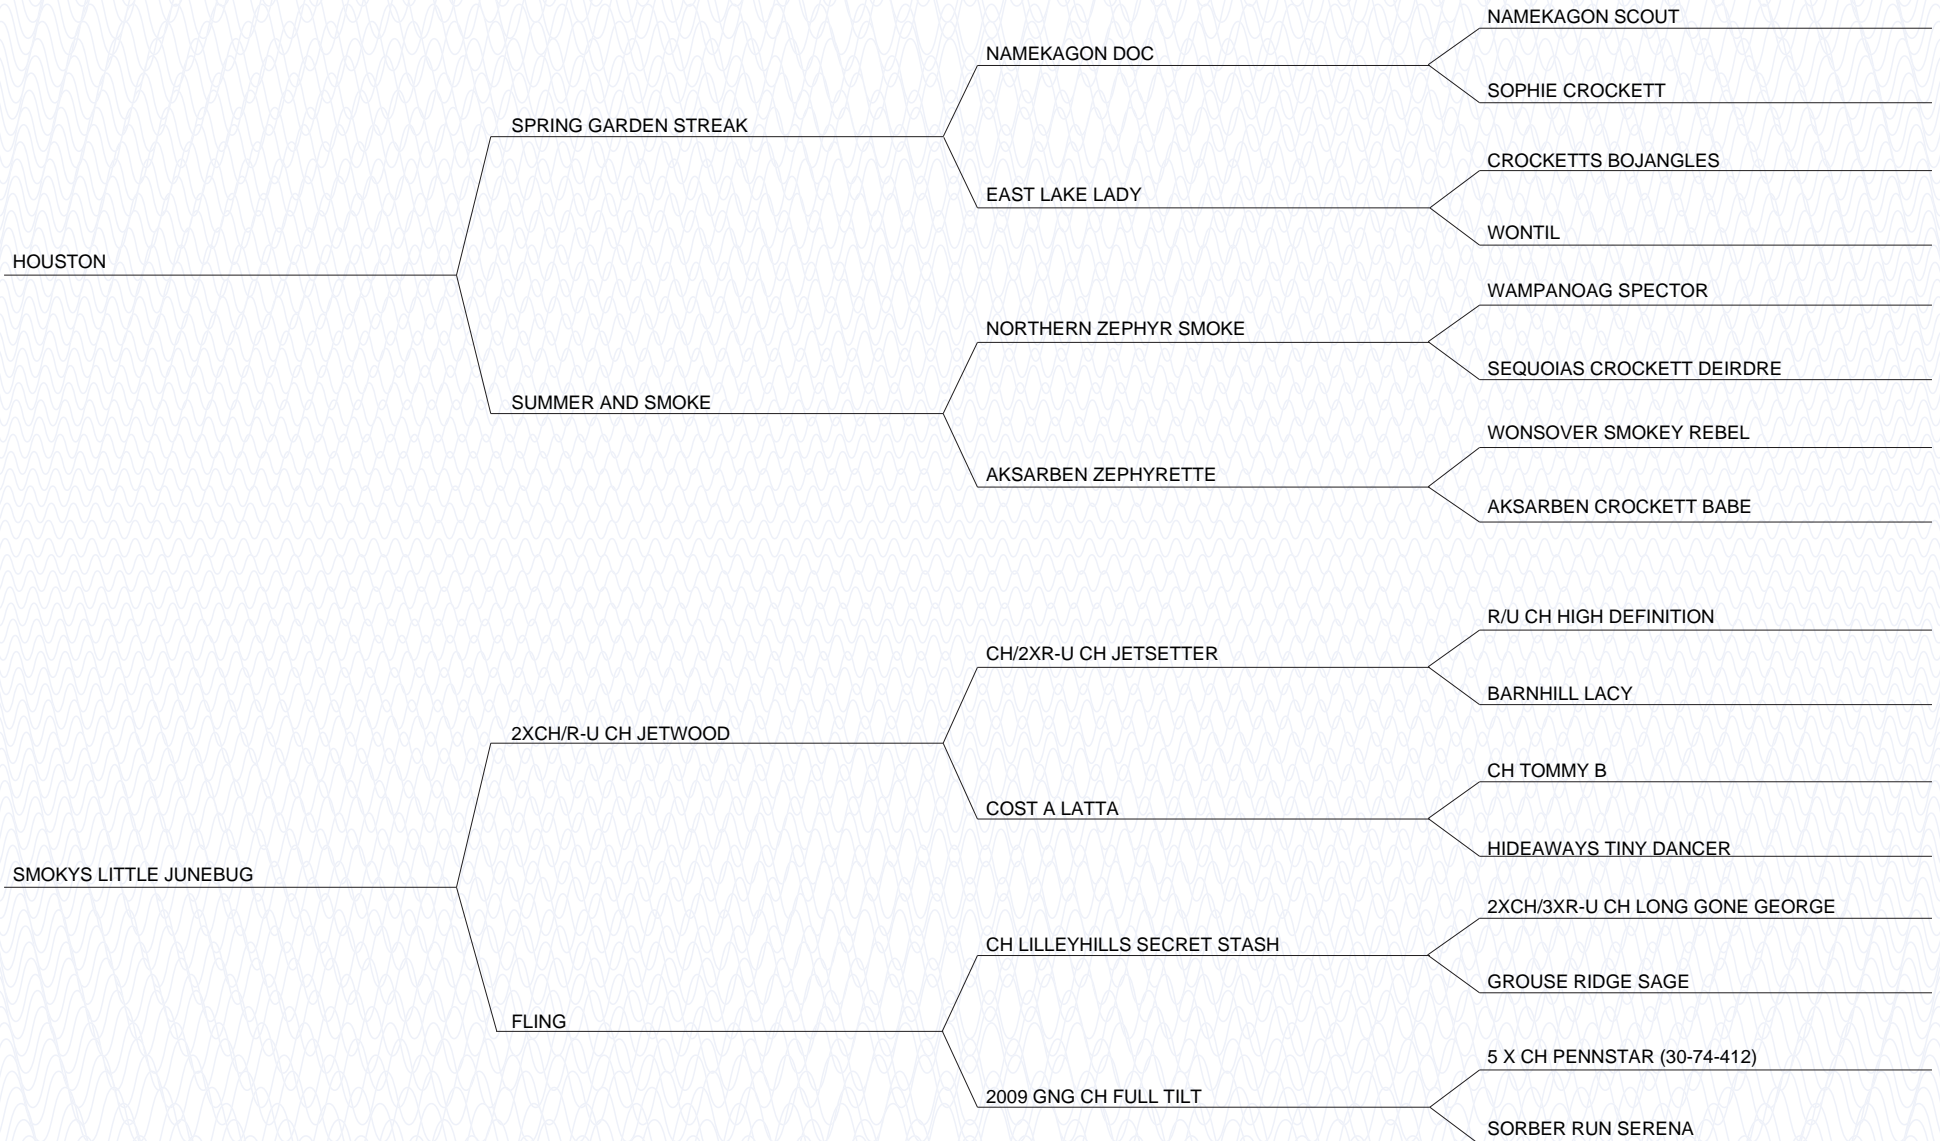 NAMEKAGON SCOUT
NAMEKAGON DOC
SOPHIE CROCKETT
SPRING GARDEN STREAK
CROCKETTS BOJANGLES
EAST LAKE LADY
WONTIL
HOUSTON
WAMPANOAG SPECTOR
NORTHERN ZEPHYR SMOKE
SEQUOIAS CROCKETT DEIRDRE
SUMMER AND SMOKE
WONSOVER SMOKEY REBEL
AKSARBEN ZEPHYRETTE
AKSARBEN CROCKETT BABE
R/U CH HIGH DEFINITION
CH/2XR-U CH JETSETTER
BARNHILL LACY
2XCH/R-U CH JETWOOD
CH TOMMY B
COST A LATTA
HIDEAWAYS TINY DANCER
SMOKYS LITTLE JUNEBUG
2XCH/3XR-U CH LONG GONE GEORGE
CH LILLEYHILLS SECRET STASH
GROUSE RIDGE SAGE
FLING
5 X CH PENNSTAR (30-74-412)
2009 GNG CH FULL TILT
SORBER RUN SERENA